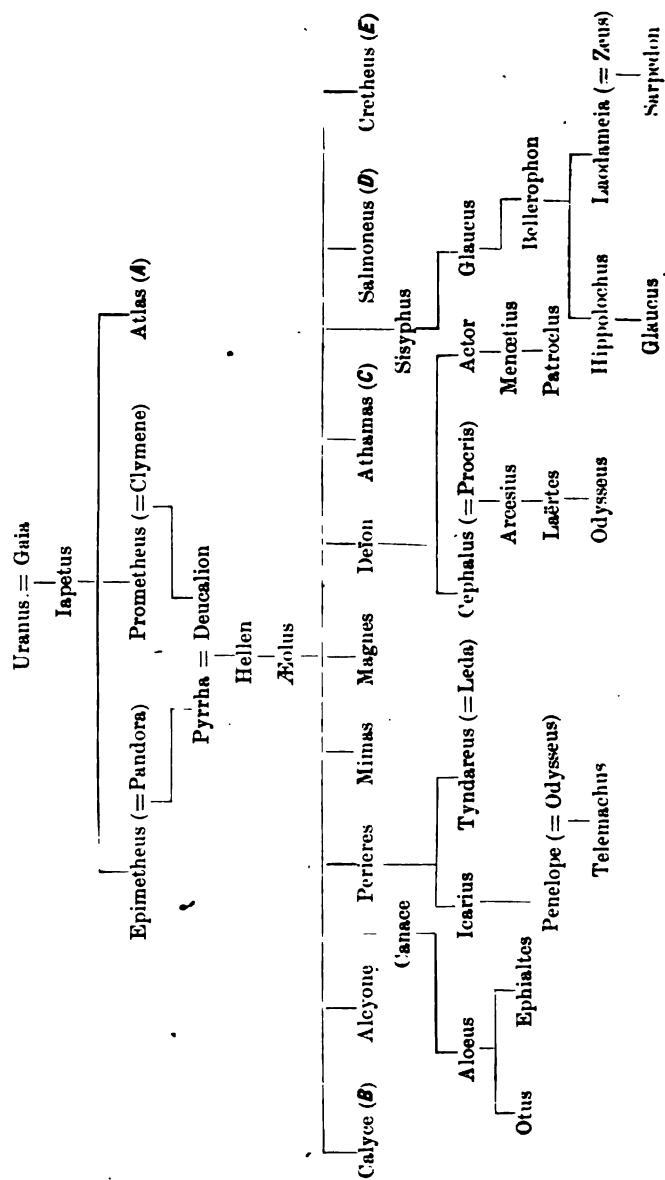 Uranus = Gaia
Iapetus
Epimetheus (=Pandora) Prometheus (=Clymene) Atlas (A)
Pyrrha = Deucalion
Hellen
Æolus
Calyce (B) Alcyone Perieres Mimas Magnes Deïon Athamas (C) Salmoneus (D) Cretheus (E)
Canace Sisyphus
Aloeus Icarius Tyndareus (=Leda) Cephalus (=Procris) Actor Glaucus
Otus Ephialtes Penelope (=Odysseus) Arcesius Menœtius Bellerophon
Telemachus Laërtes Patroclus
Odysseus Hippolochus Laodameia (=Zeus)
Glaucus Sarpedon